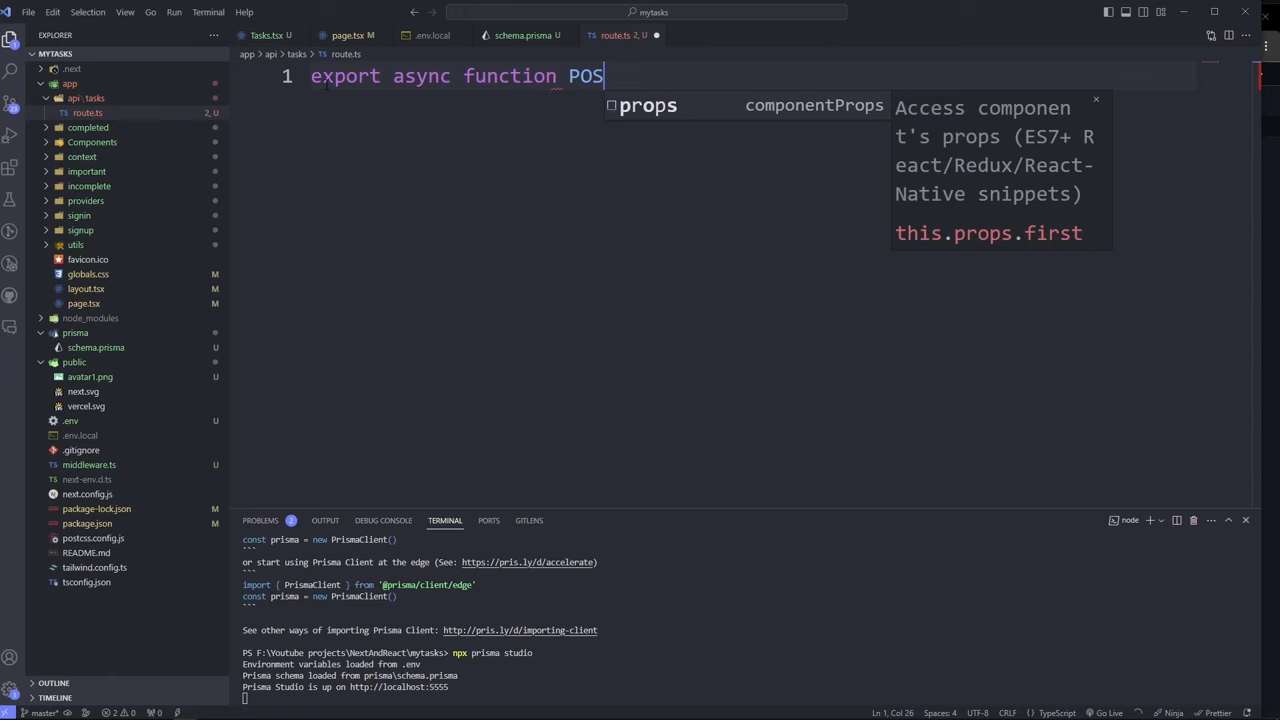 File Edit Selection View Go Run Terminal Help
mytasks
EXPLORER
Tasks.tsx U
page.tsx M
.env.local
schema.prisma U
route.ts 2, U
MYTASKS
app > api > tasks > route.ts
.next
app
api \ tasks
route.ts 2, U
completed
Components
context
important
incomplete
providers
signin
signup
utils
favicon.ico
globals.css M
layout.tsx M
page.tsx M
node_modules
prisma
schema.prisma U
public
avatar1.png U
next.svg
vercel.svg
.env U
.env.local
.gitignore
middleware.ts U
next-env.d.ts
next.config.js
package-lock.json M
package.json M
postcss.config.js
README.md
tailwind.config.ts
tsconfig.json
OUTLINE
TIMELINE
23
1
1
1 export async function POS
props componentProps
Access componen
t's props (ES7+ R
eact/Redux/React-
Native snippets)
this.props.first
PROBLEMS 2 OUTPUT DEBUG CONSOLE TERMINAL PORTS GITLENS
node
const prisma = new PrismaClient()
```
or start using Prisma Client at the edge (See: https://pris.ly/d/accelerate)
```
import { PrismaClient } from '@prisma/client/edge'
const prisma = new PrismaClient()
```
See other ways of importing Prisma Client: http://pris.ly/d/importing-client
PS F:\Youtube projects\NextAndReact\mytasks> npx prisma studio
Environment variables loaded from .env
Prisma schema loaded from prisma\schema.prisma
Prisma Studio is up on http://localhost:5555
master* 2 0 0 Ln 1, Col 26 Spaces: 4 UTF-8 CRLF TypeScript Go Live Ninja Prettier